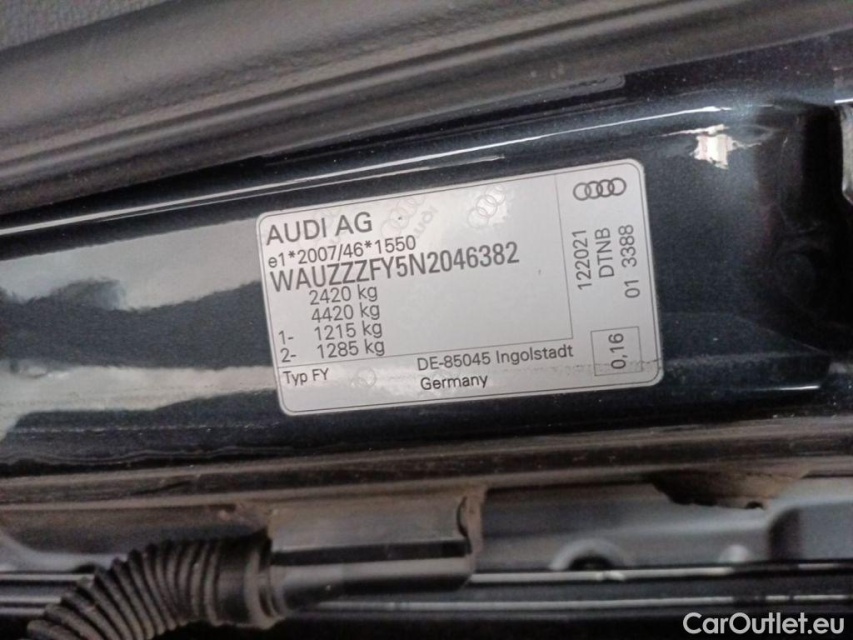 AUDI AG
e1*2007/46*1550
WAUZZZFY5N2046382
2420 kg
4420 kg
1- 1215 kg
2- 1285 kg
Typ FY
DE-85045 Ingolstadt
Germany
122021
DTNB
01 3388
0,16
CarOutlet.eu